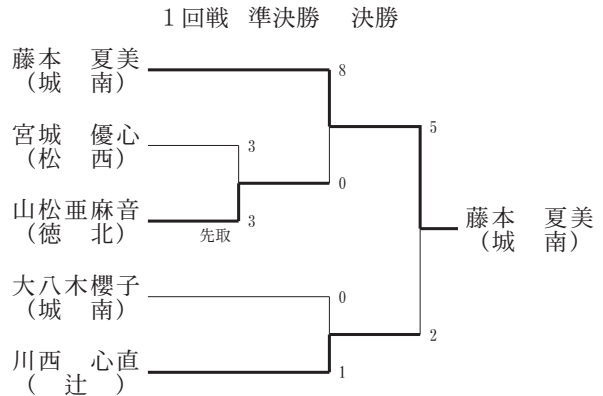 １回戦　準決勝　決勝
藤本　夏美
（城　南）
8
宮城　優心
（松　西）
3
5
0
山松亜麻音
（徳　北）
3
先取
藤本　夏美
（城　南）
大八木櫻子
（城　南）
0
2
川西　心直
（　辻　）
1